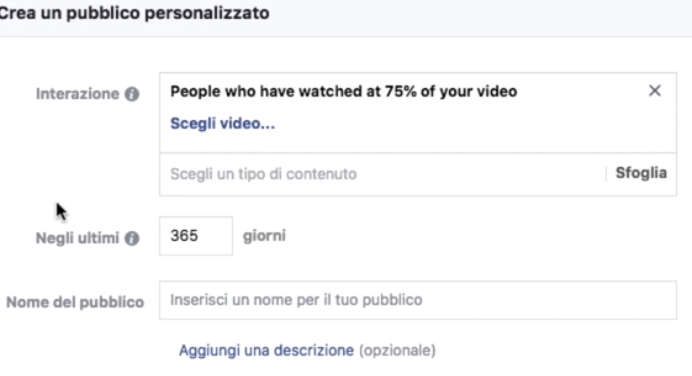 Crea un pubblico personalizzato
Interazione
People who have watched at 75% of your video
Scegli video...
Scegli un tipo di contenuto
Sfoglia
Negli ultimi
365
giorni
Nome del pubblico
Inserisci un nome per il tuo pubblico
Aggiungi una descrizione (opzionale)